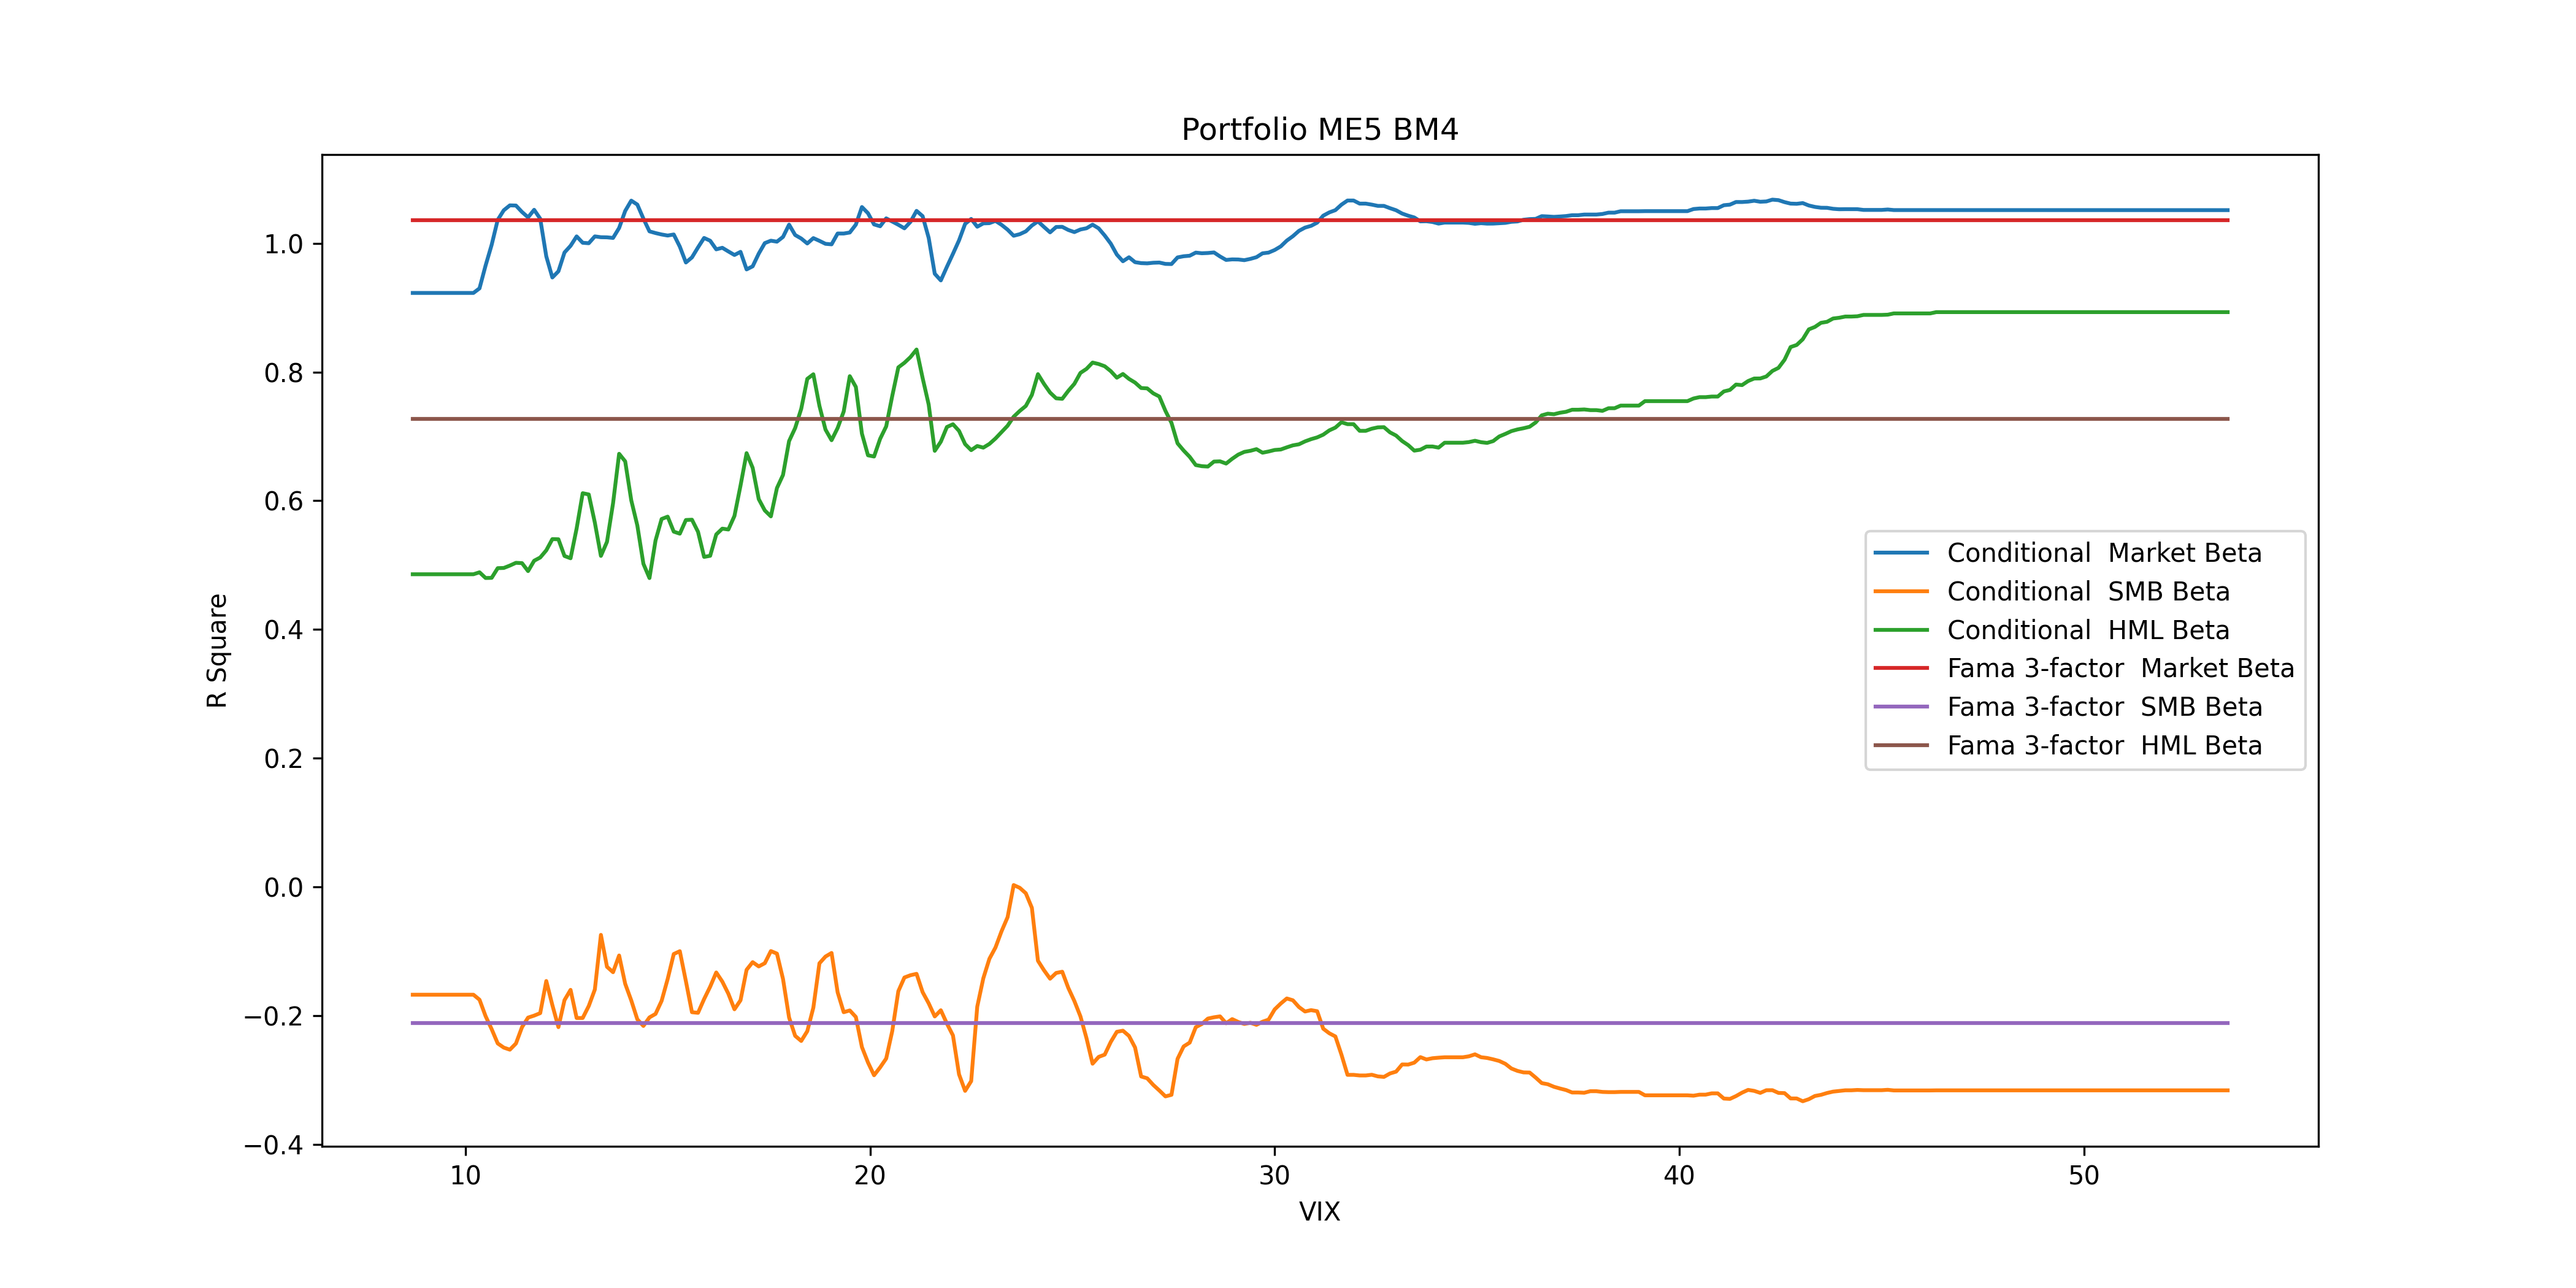 Portfolio ME5 BM4
1.0
0.8
0.6
0.4
0.2
0.0
−0.2
−0.4
R Square
10 20 30 40 50
VIX
Conditional  Market Beta
Conditional  SMB Beta
Conditional  HML Beta
Fama 3-factor  Market Beta
Fama 3-factor  SMB Beta
Fama 3-factor  HML Beta